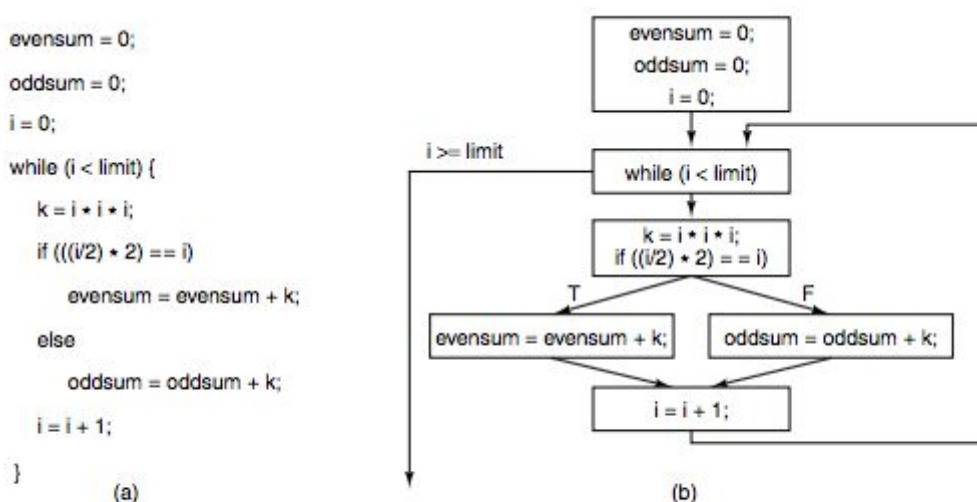 evensum = 0;
oddsum = 0;
i = 0;
while (i < limit) {
k = i * i * i;
if (((i/2) * 2) == i)
evensum = evensum + k;
else
oddsum = oddsum + k;
i = i + 1;
}
(a)
evensum = 0;
oddsum = 0;
i = 0;
i >= limit
while (i < limit)
k = i * i * i;
if ((i/2) * 2) = = i)
T
F
evensum = evensum + k;
oddsum = oddsum + k;
i = i + 1;
(b)